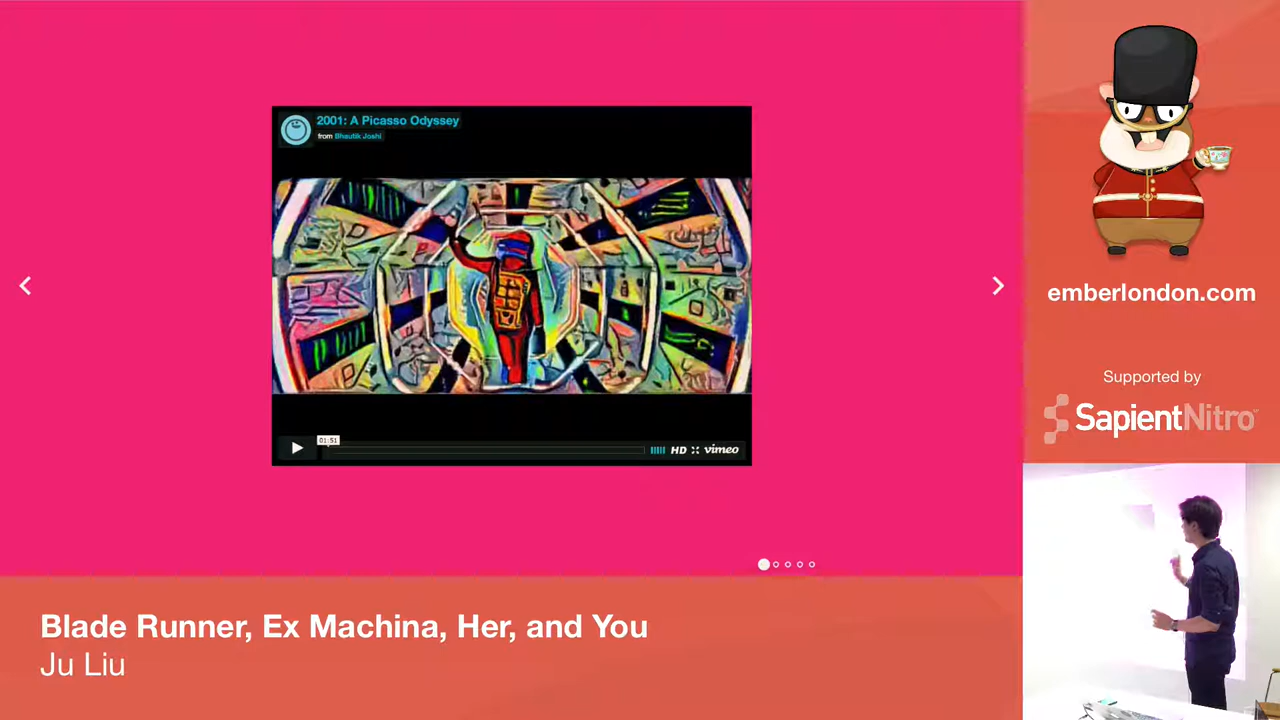 2001: A Picasso Odyssey
from Bhautik Joshi
01:51
HD vimeo
emberlondon.com
Supported by
SapientNitro
Blade Runner, Ex Machina, Her, and You
Ju Liu